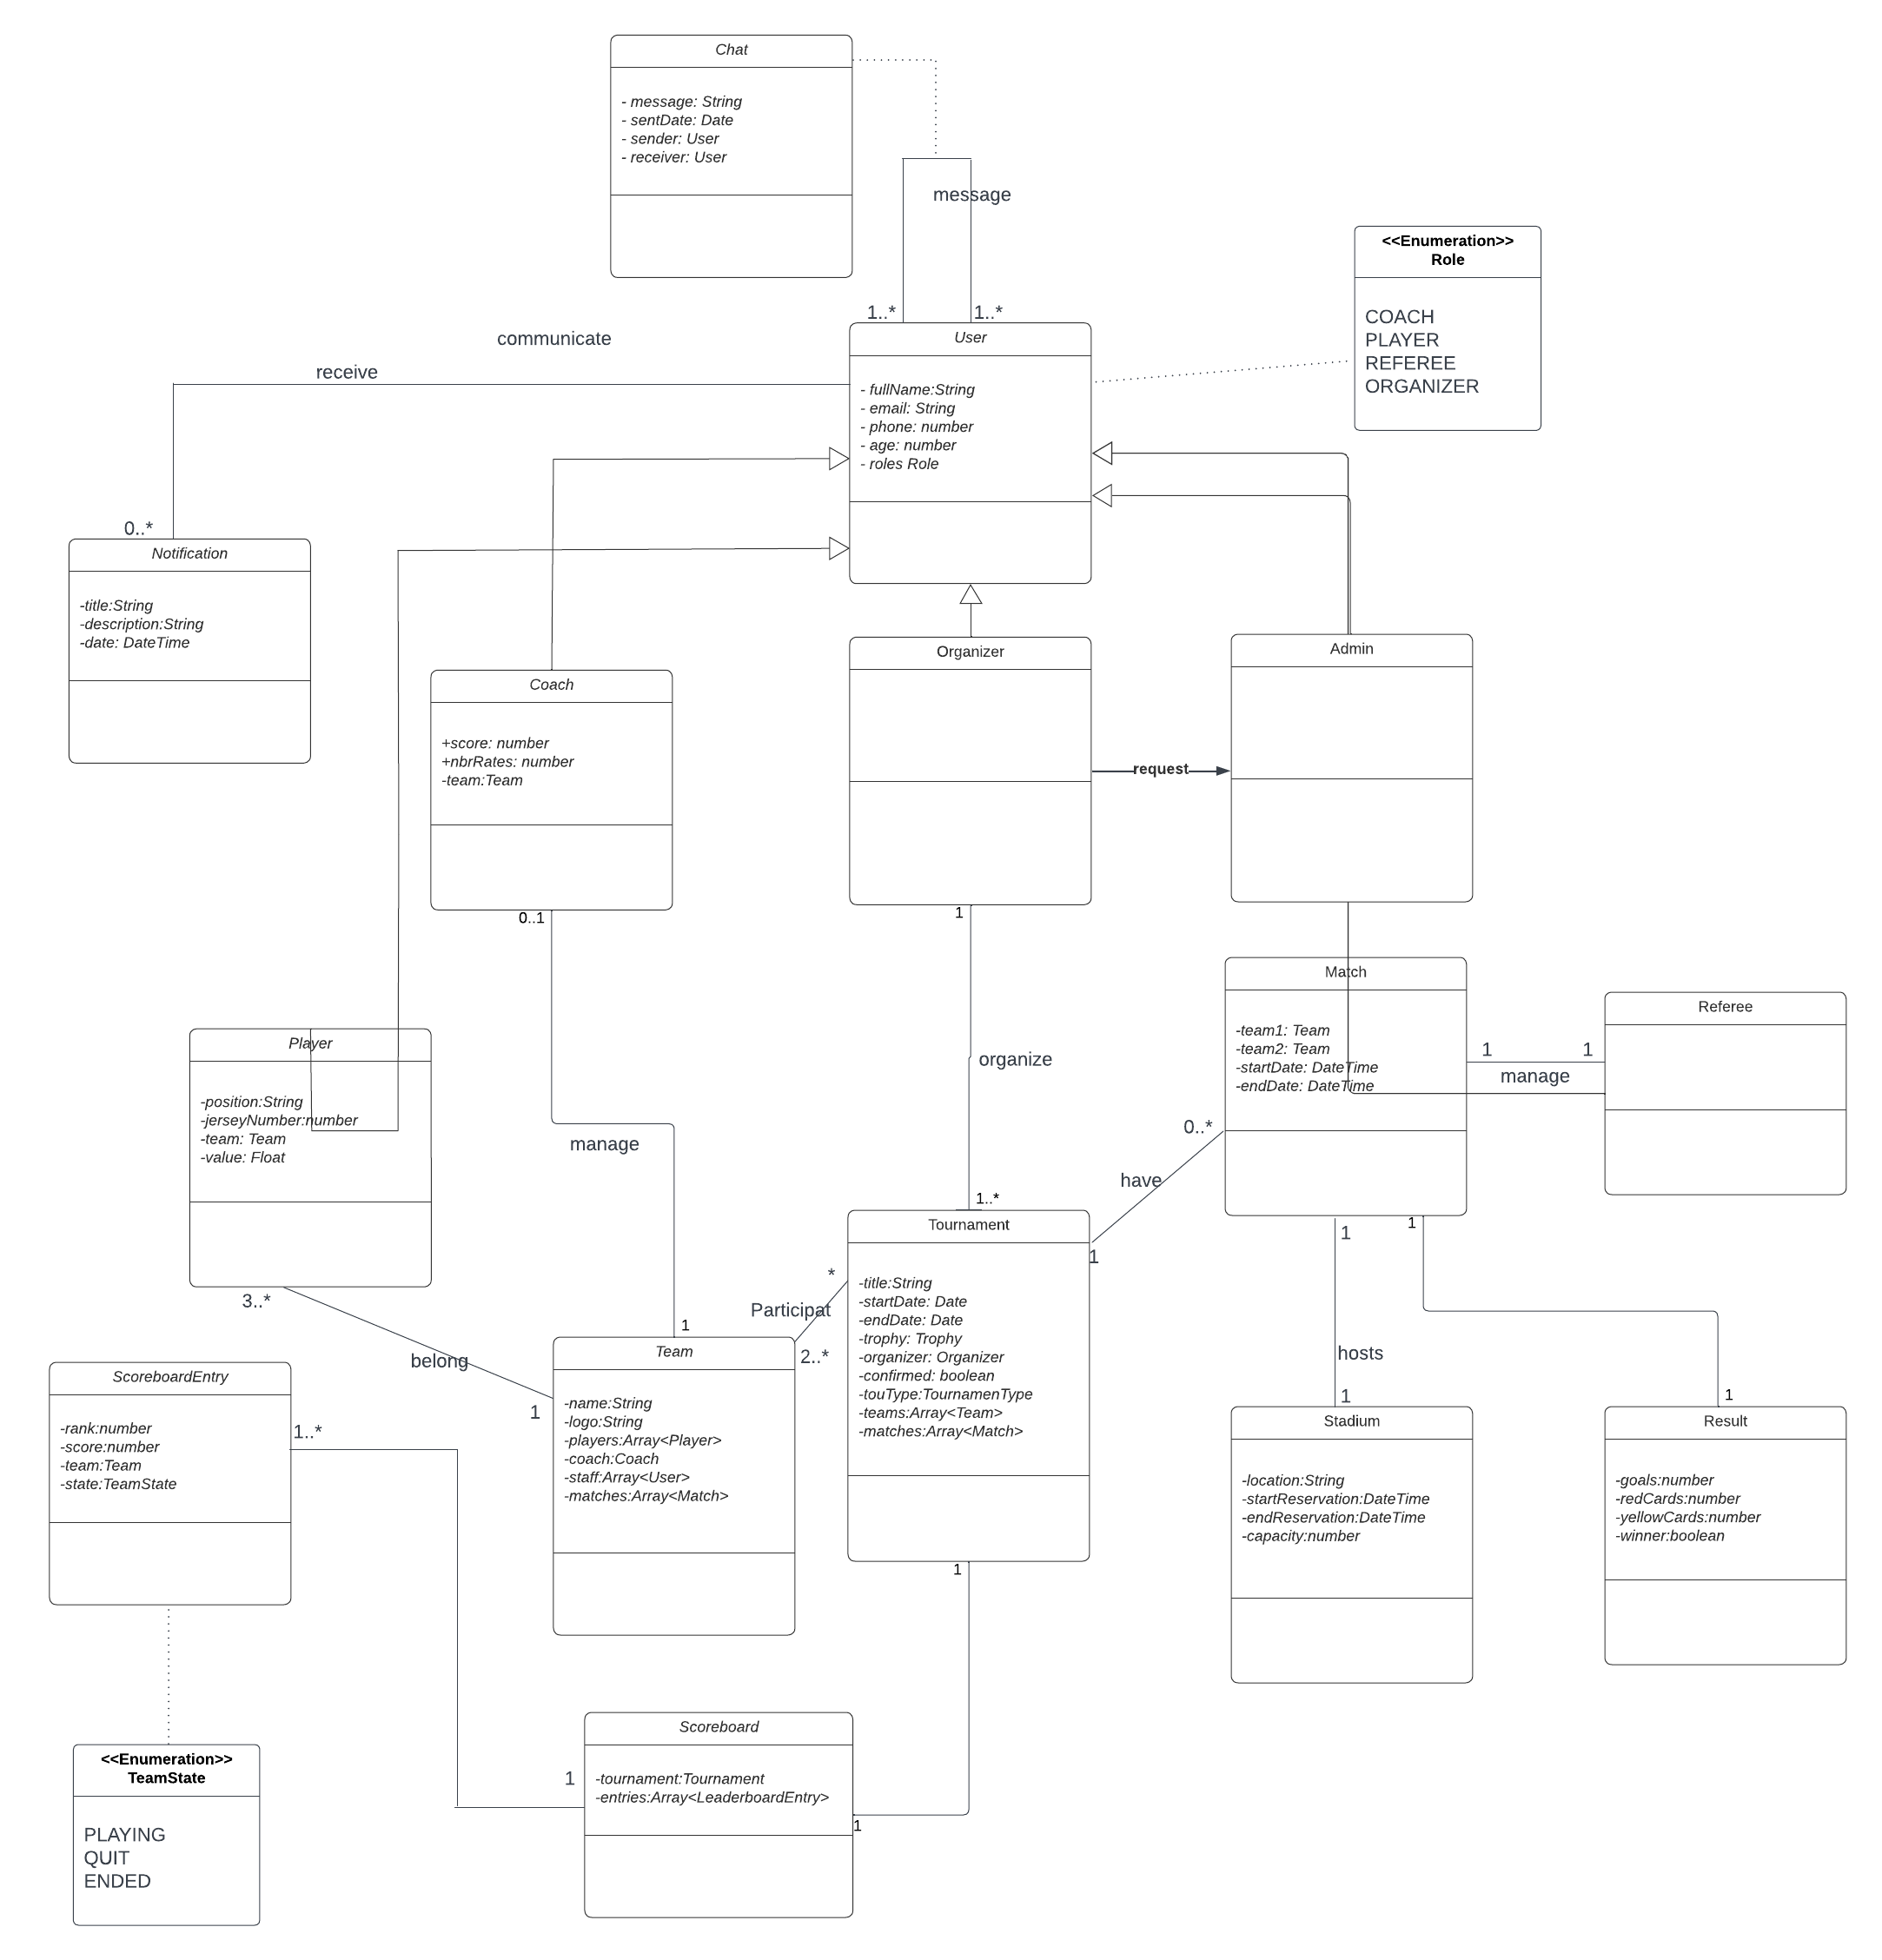 Chat
- message: String
- sentDate: Date
- sender: User
- receiver: User
message
<<Enumeration>>
Role
COACH
PLAYER
REFEREE
ORGANIZER
1..*
1..*
communicate
receive
User
- fullName:String
- email: String
- phone: number
- age: number
- roles Role
0..*
Notification
-title:String
-description:String
-date: DateTime
Coach
+score: number
+nbrRates: number
-team:Team
0..1
Organizer
1
request
Admin
Match
-team1: Team
-team2: Team
-startDate: DateTime
-endDate: DateTime
1
1
manage
Referee
Player
-position:String
-jerseyNumber:number
-team: Team
-value: Float
3..*
manage
organize
0..*
have
1
1..*
Tournament
-title:String
-startDate: Date
-endDate: Date
-trophy: Trophy
-organizer: Organizer
-confirmed: boolean
-touType:TournamenType
-teams:Array<Team>
-matches:Array<Match>
1
*
Participat
2..*
1
Team
-name:String
-logo:String
-players:Array<Player>
-coach:Coach
-staff:Array<User>
-matches:Array<Match>
belong
1
ScoreboardEntry
-rank:number
-score:number
-team:Team
-state:TeamState
1..*
1
1
hosts
1
Stadium
-location:String
-startReservation:DateTime
-endReservation:DateTime
-capacity:number
1
Result
-goals:number
-redCards:number
-yellowCards:number
-winner:boolean
Scoreboard
-tournament:Tournament
-entries:Array<LeaderboardEntry>
1
1
<<Enumeration>>
TeamState
PLAYING
QUIT
ENDED